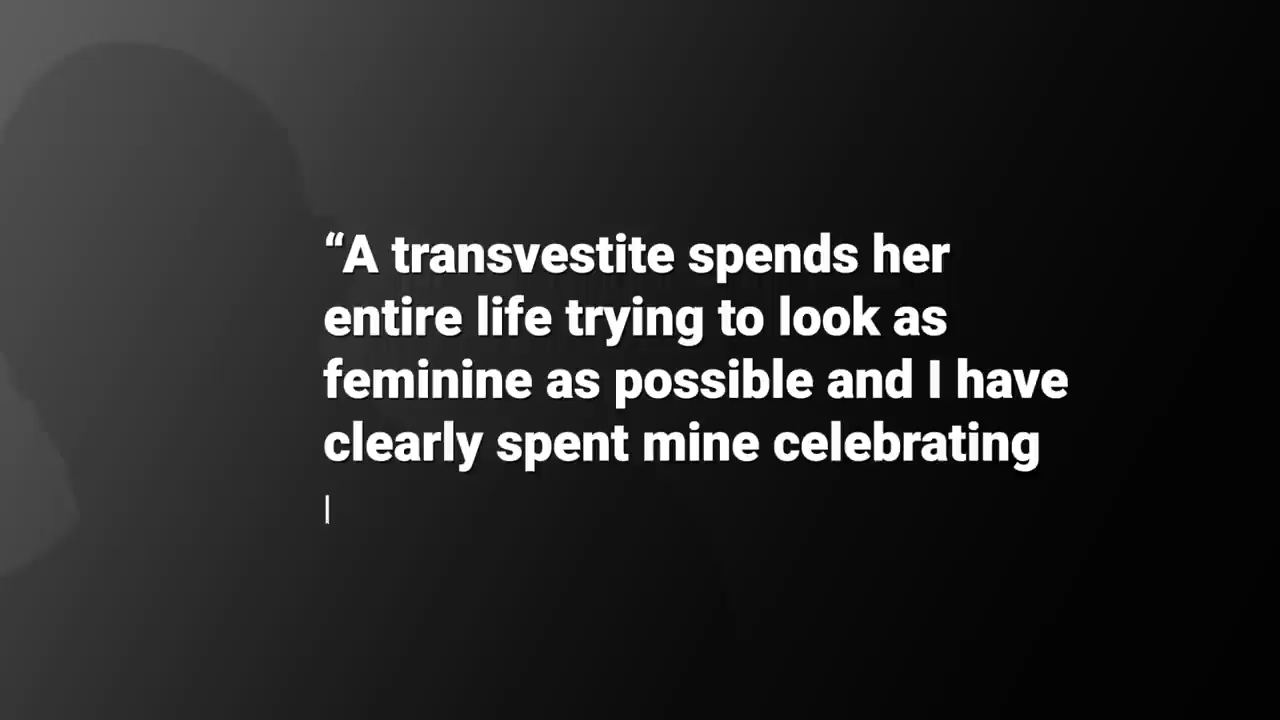 “A transvestite spends her
entire life trying to look as
feminine as possible and I have
clearly spent mine celebrating